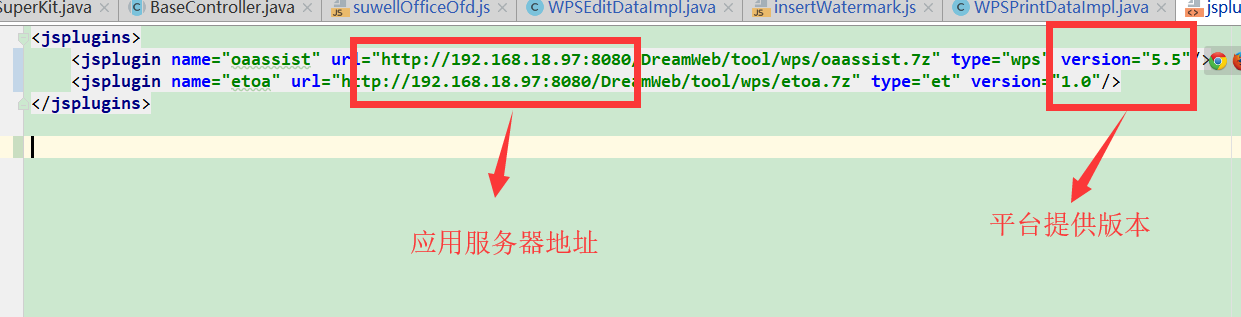 SuperKit.java BaseController.java suwellOfficeOfd.js WPSEditDataImpl.java insertWatermark.js WPSPrintDataImpl.java jsplu
<jsplugins>
<jsplugin name="oaassist" url="http://192.168.18.97:8080/DreamWeb/tool/wps/oaassist.7z" type="wps" version="5.5"/>
<jsplugin name="etoa" url="http://192.168.18.97:8080/DreamWeb/tool/wps/etoa.7z" type="et" version="1.0"/>
</jsplugins>
应用服务器地址
平台提供版本